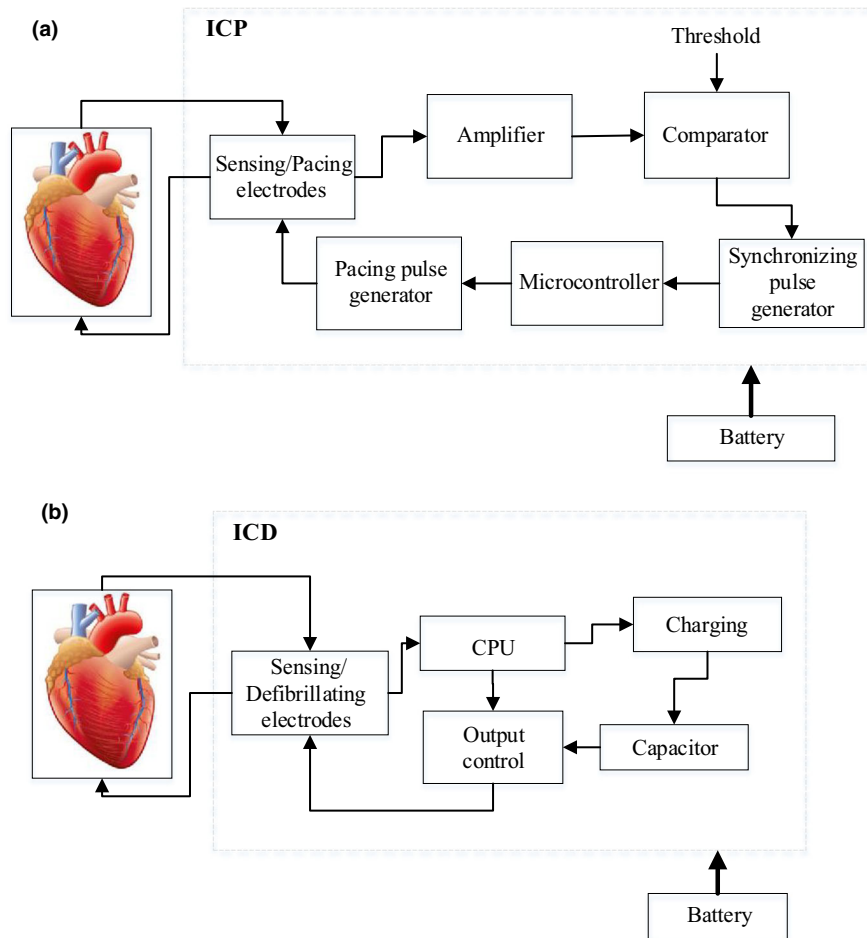 (a)
ICP
Threshold
Sensing/Pacing
electrodes
Amplifier
Comparator
Pacing pulse
generator
Microcontroller
Synchronizing
pulse
generator
Battery
(b)
ICD
Sensing/
Defibrillating
electrodes
CPU
Charging
Output
control
Capacitor
Battery